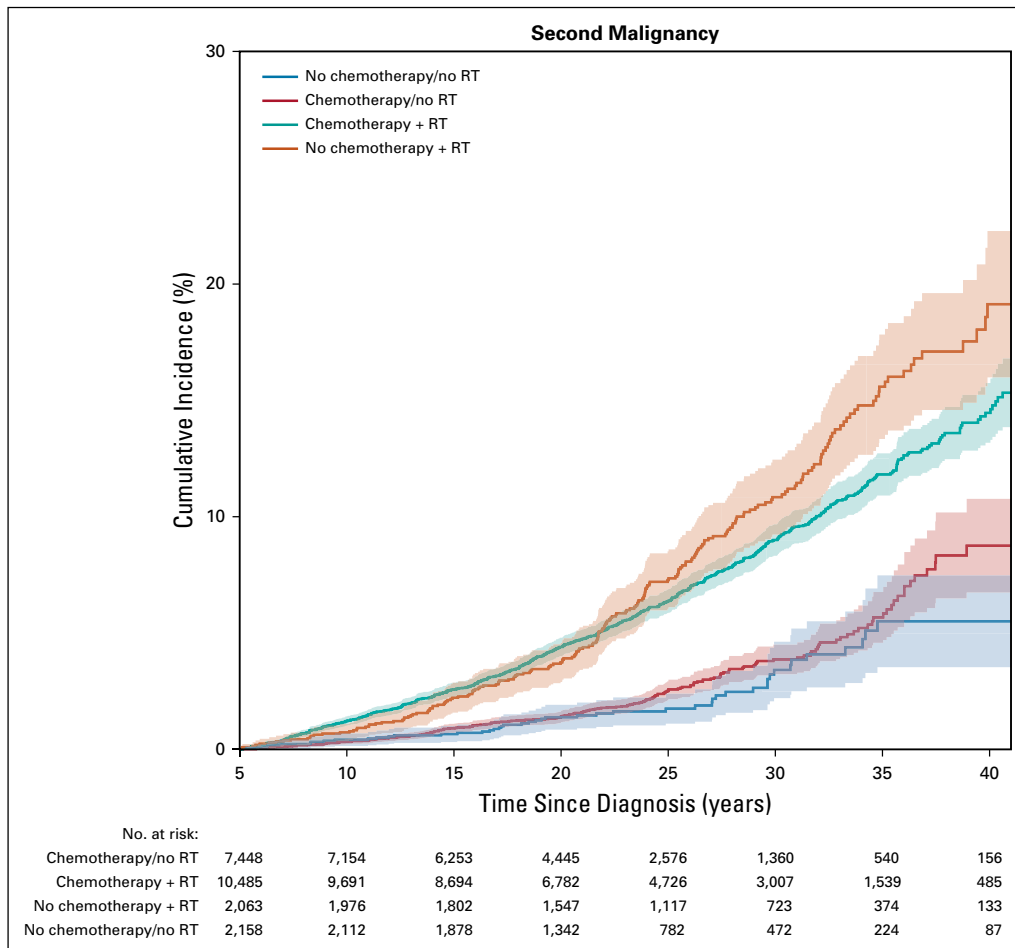 Second Malignancy
30
20
10
0
Cumulative Incidence (%)
No chemotherapy/no RT
Chemotherapy/no RT
Chemotherapy + RT
No chemotherapy + RT
5 10 15 20 25 30 35 40
Time Since Diagnosis (years)
No. at risk:
Chemotherapy/no RT 7,448 7,154 6,253 4,445 2,576 1,360 540 156
Chemotherapy + RT 10,485 9,691 8,694 6,782 4,726 3,007 1,539 485
No chemotherapy + RT 2,063 1,976 1,802 1,547 1,117 723 374 133
No chemotherapy/no RT 2,158 2,112 1,878 1,342 782 472 224 87